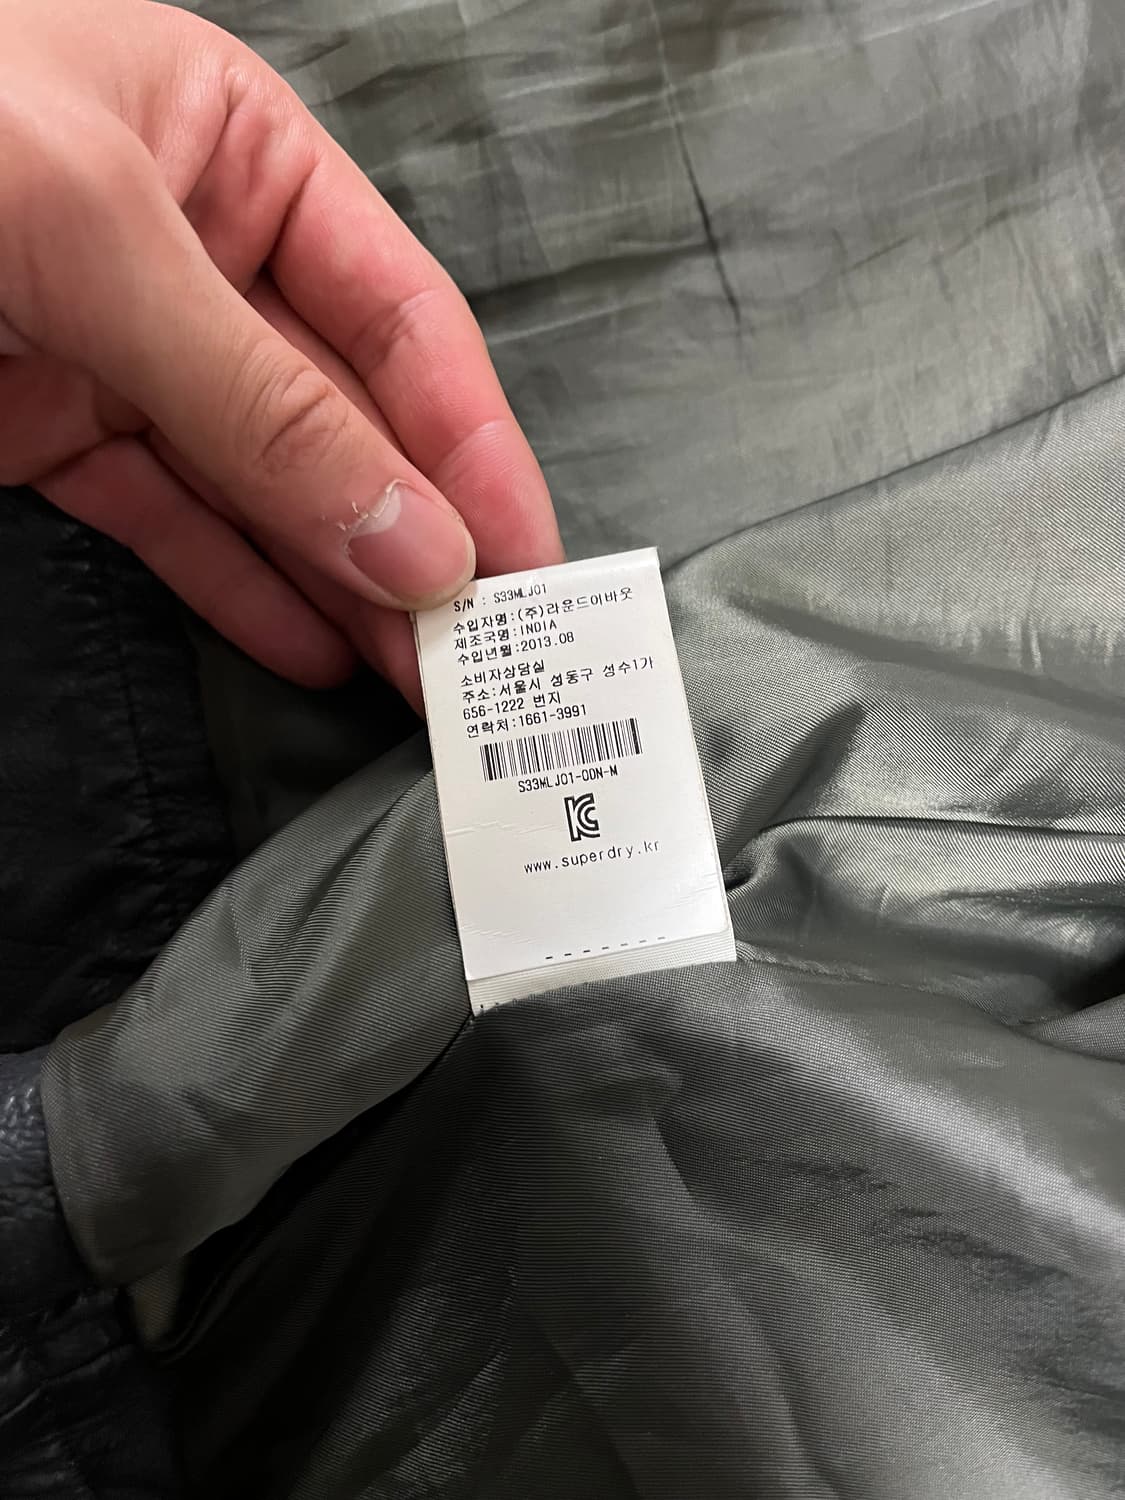 S/N : S33MLJ01
수입자명:(주)라운드어바웃
제조국명:INDIA
수입년월:2013.08
소비자상담실
주소:서울시 성동구 성수1가
656-1222 번지
연락처:1661-3991
S33MLJ01-0DN-M
KC
www.superdry.kr